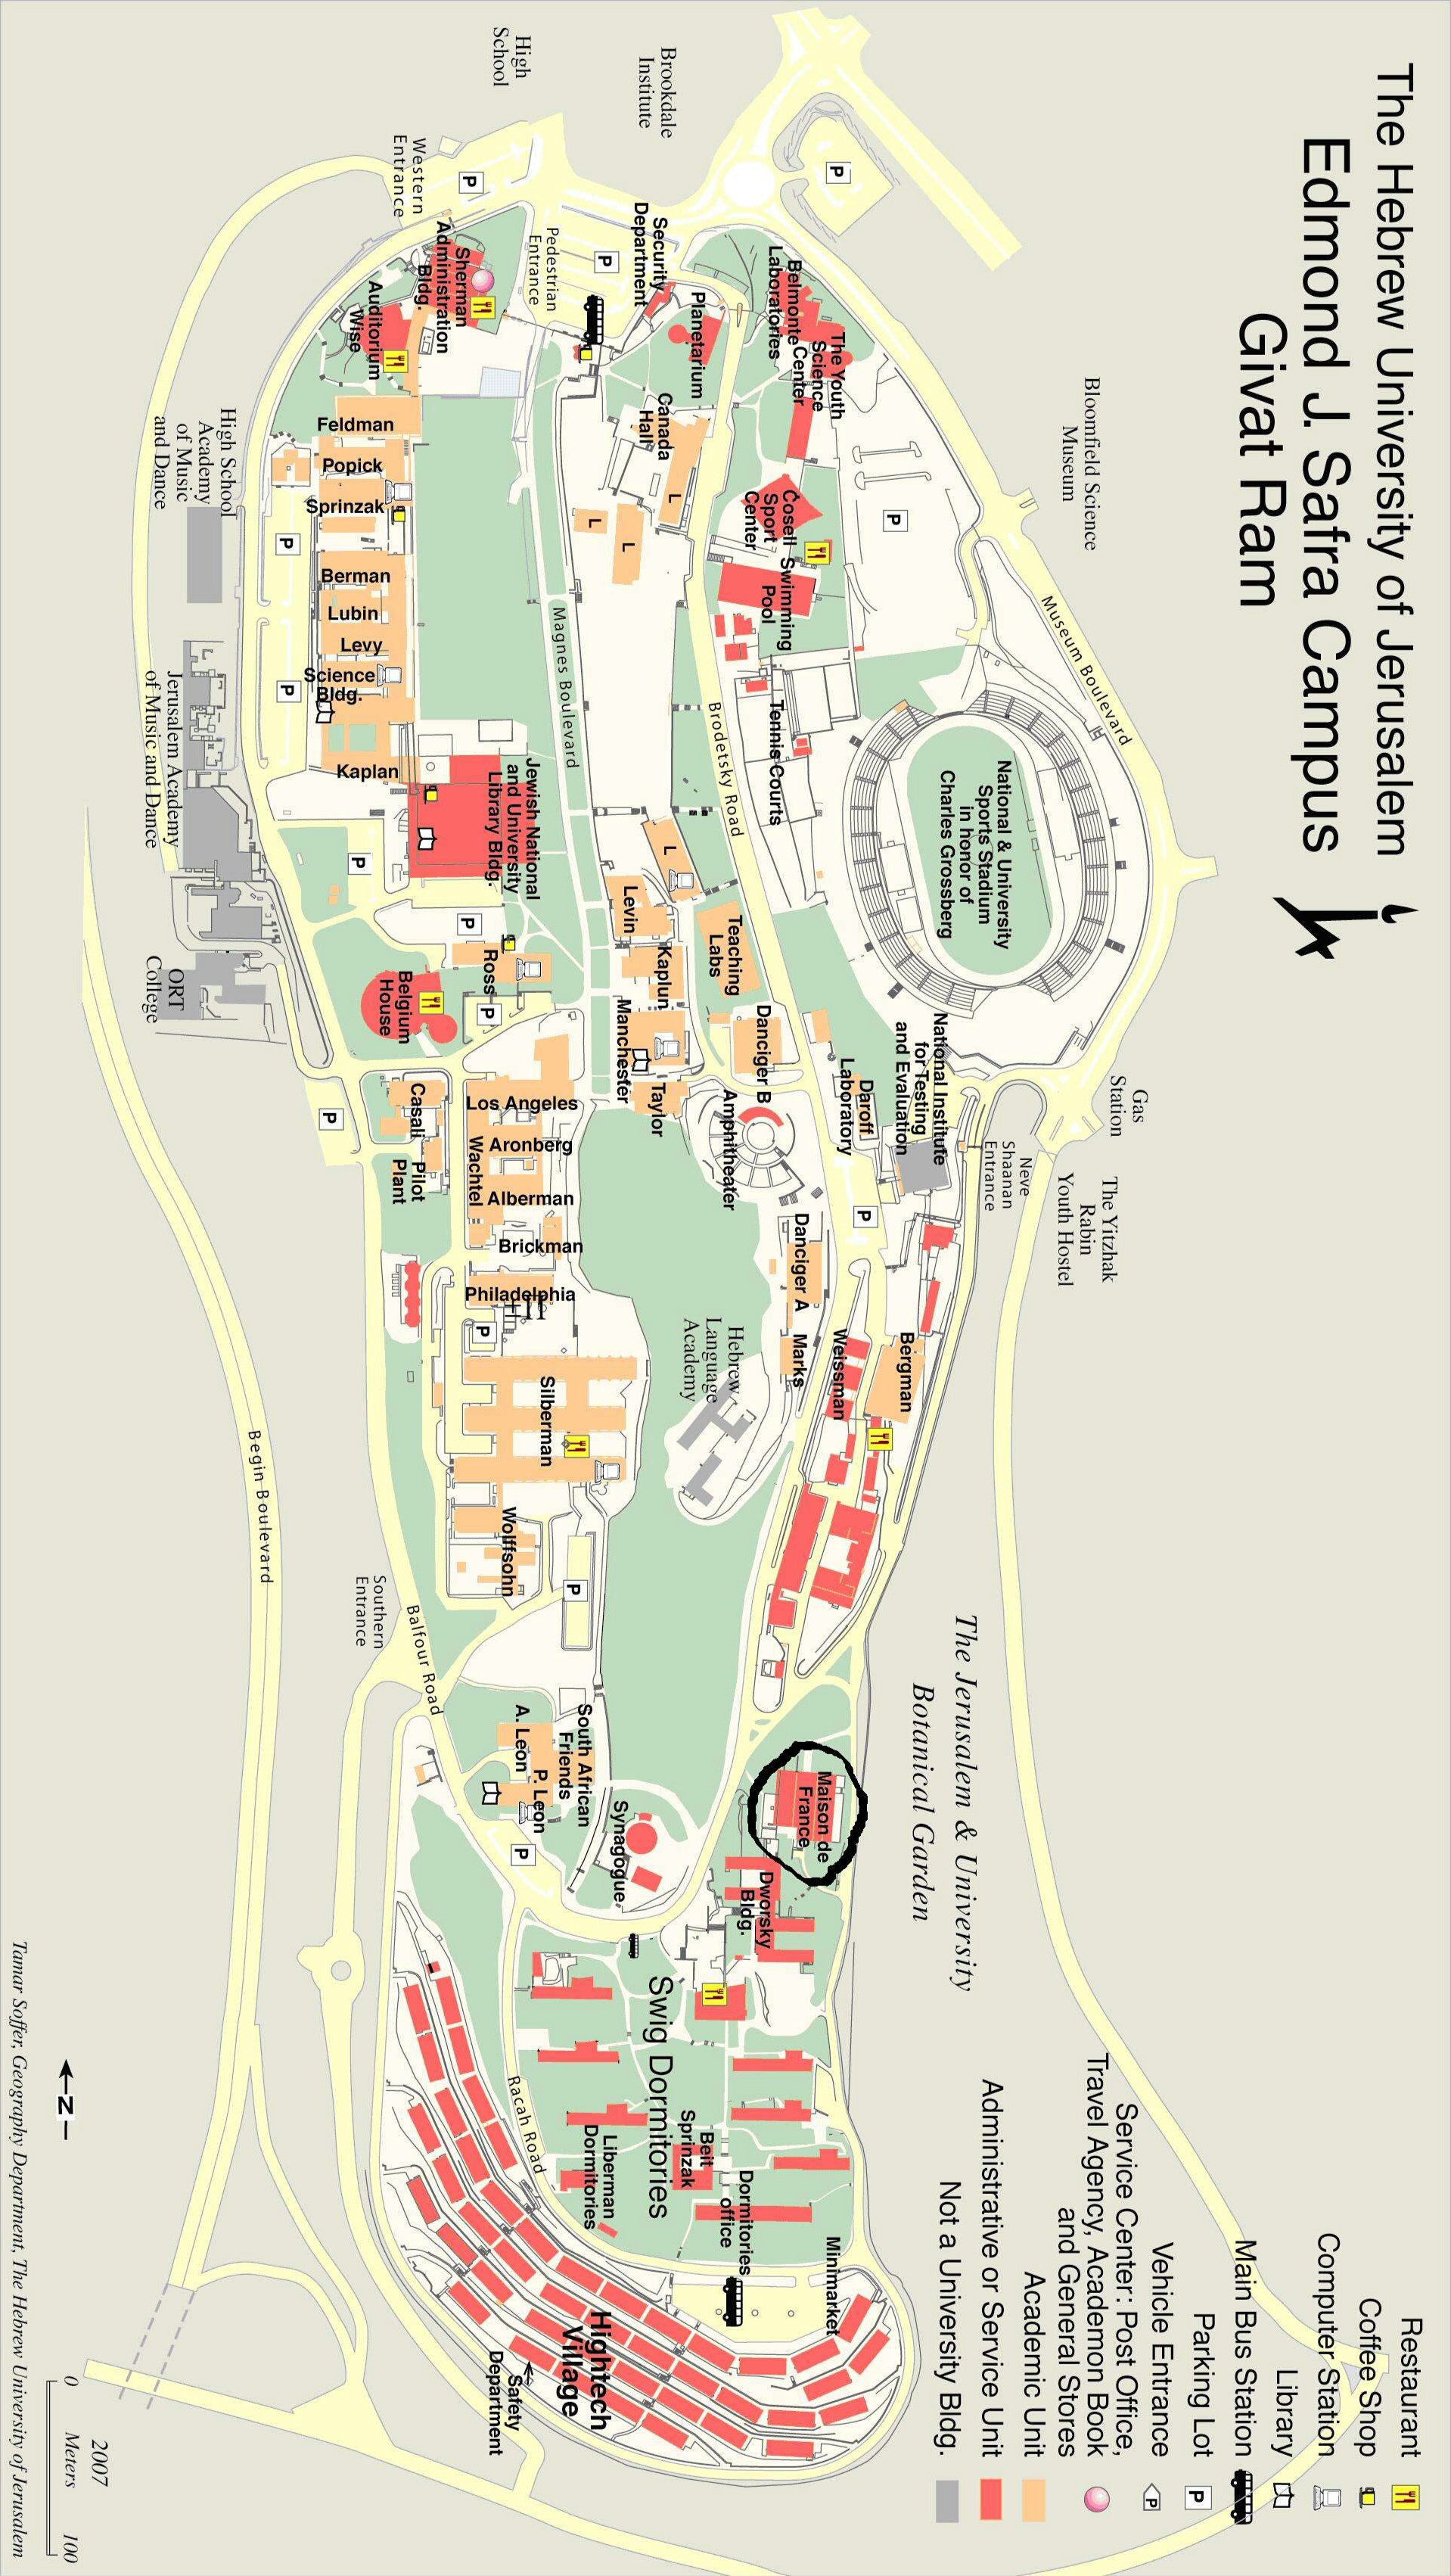 The Hebrew University of Jerusalem
Edmond J. Safra Campus
Givat Ram
Restaurant
Coffee Shop
Computer Station
Library
Main Bus Station
Parking Lot
Vehicle Entrance
Service Center: Post Office,
Travel Agency, Academon Book
and General Stores
Academic Unit
Administrative or Service Unit
Not a University Bldg.
P
Bloomfield Science
Museum
Museum Boulevard
Gas
Station
The Yitzhak
Rabin
Youth Hostel
Neve
Shaanan
Entrance
The Jerusalem & University
Botanical Garden
National & University
Sports Stadium
in honor of
Charles Grossberg
National Institute
for Testing
and Evaluation
P
P
P
The Youth
Science
Center
Belmonte
Laboratories
Cosell
Sport
Center
Swimming
Pool
Tennis Courts
Daroff
Laboratory
Bergman
Weissman
Maison de
France
Minimarket
Brookdale
Institute
Security
Department
Planetarium
Canada
Hall
L
L
L
L
Brodetsky Road
Teaching
Labs
Danciger B
Danciger A
Marks
Amphitheater
Hebrew
Language
Academy
Dworsky
Bldg.
Dormitories
office
Beit
Sprinzak
Swig Dormitories
Levin
Kaplun
Manchester
Taylor
Synagogue
Liberman
Dormitories
Hightech
Village
High
School
P
Pedestrian
Entrance
Magnes Boulevard
Jewish National
and University
Library Bldg.
Ross
P
P
Los Angeles
Aronberg
Wachtel
Alberman
Brickman
Philadelphia
P
Silberman
Wolffsohn
P
South African
Friends
A. Leon
P. Leon
P
Racah Road
Safety
Department
P
Western
Entrance
Sherman
Administration
Bldg.
Auditorium
Wise
Feldman
Popick
Sprinzak
Berman
Lubin
Levy
Science
Bldg.
Kaplan
P
P
P
Belgium
House
Casali
Pilot
Plant
P
Balfour Road
Southern
Entrance
High School
Academy
of Music
and Dance
Jerusalem Academy
of Music and Dance
ORT
College
Begin Boulevard
N
2007
0 Meters 100
Tamar Soffer, Geography Department, The Hebrew University of Jerusalem